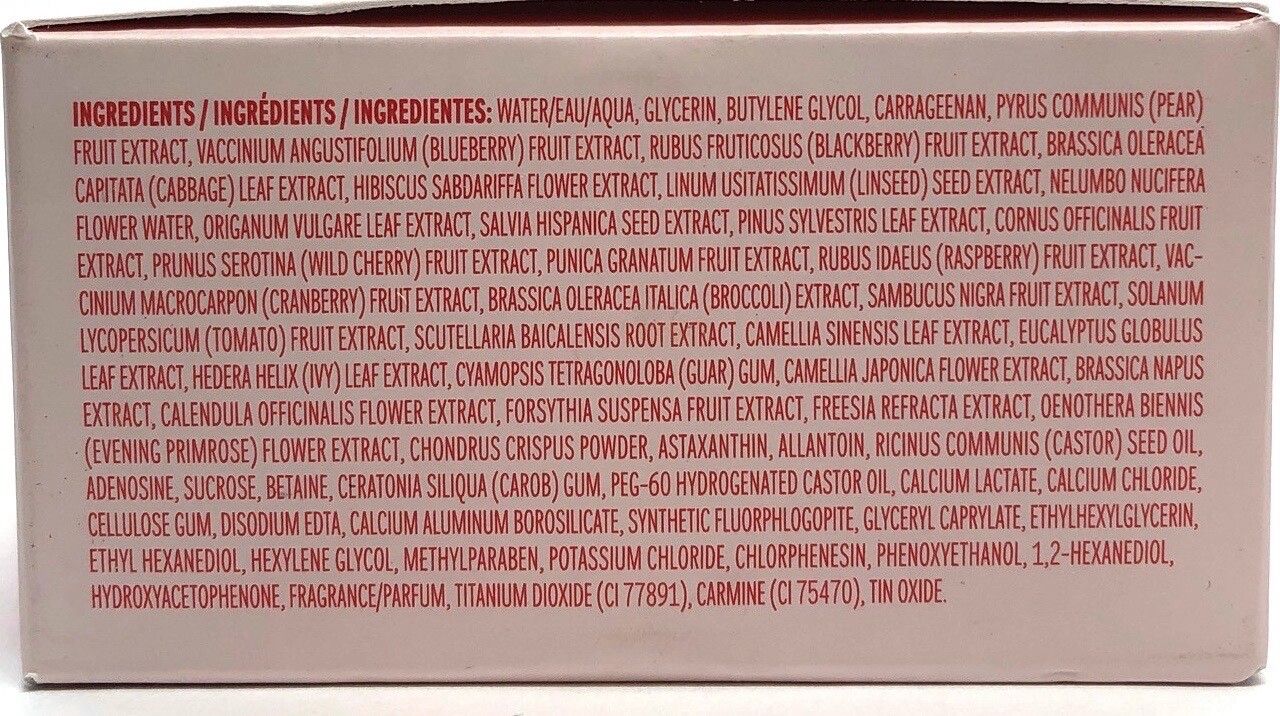 INGREDIENTS / INGRÉDIENTS / INGREDIENTES: WATER/EAU/AQUA, GLYCERIN, BUTYLENE GLYCOL, CARRAGEENAN, PYRUS COMMUNIS (PEAR)
FRUIT EXTRACT, VACCINIUM ANGUSTIFOLIUM (BLUEBERRY) FRUIT EXTRACT, RUBUS FRUTICOSUS (BLACKBERRY) FRUIT EXTRACT, BRASSICA OLERACEA
CAPITATA (CABBAGE) LEAF EXTRACT, HIBISCUS SABDARIFFA FLOWER EXTRACT, LINUM USITATISSIMUM (LINSEED) SEED EXTRACT, NELUMBO NUCIFERA
FLOWER WATER, ORIGANUM VULGARE LEAF EXTRACT, SALVIA HISPANICA SEED EXTRACT, PINUS SYLVESTRIS LEAF EXTRACT, CORNUS OFFICINALIS FRUIT
EXTRACT, PRUNUS SEROTINA (WILD CHERRY) FRUIT EXTRACT, PUNICA GRANATUM FRUIT EXTRACT, RUBUS IDAEUS (RASPBERRY) FRUIT EXTRACT, VAC-
CINIUM MACROCARPON (CRANBERRY) FRUIT EXTRACT, BRASSICA OLERACEA ITALICA (BROCCOLI) EXTRACT, SAMBUCUS NIGRA FRUIT EXTRACT, SOLANUM
LYCOPERSICUM (TOMATO) FRUIT EXTRACT, SCUTELLARIA BAICALENSIS ROOT EXTRACT, CAMELLIA SINENSIS LEAF EXTRACT, EUCALYPTUS GLOBULUS
LEAF EXTRACT, HEDERA HELIX (IVY) LEAF EXTRACT, CYAMOPSIS TETRAGONOLOBA (GUAR) GUM, CAMELLIA JAPONICA FLOWER EXTRACT, BRASSICA NAPUS
EXTRACT, CALENDULA OFFICINALIS FLOWER EXTRACT, FORSYTHIA SUSPENSA FRUIT EXTRACT, FREESIA REFRACTA EXTRACT, OENOTHERA BIENNIS
(EVENING PRIMROSE) FLOWER EXTRACT, CHONDRUS CRISPUS POWDER, ASTAXANTHIN, ALLANTOIN, RICINUS COMMUNIS (CASTOR) SEED OIL,
ADENOSINE, SUCROSE, BETAINE, CERATONIA SILIQUA (CAROB) GUM, PEG-60 HYDROGENATED CASTOR OIL, CALCIUM LACTATE, CALCIUM CHLORIDE,
CELLULOSE GUM, DISODIUM EDTA, CALCIUM ALUMINUM BOROSILICATE, SYNTHETIC FLUORPHLOGOPITE, GLYCERYL CAPRYLATE, ETHYLHEXYLGLYCERIN,
ETHYL HEXANEDIOL, HEXYLENE GLYCOL, METHYLPARABEN, POTASSIUM CHLORIDE, CHLORPHENESIN, PHENOXYETHANOL, 1,2-HEXANEDIOL,
HYDROXYACETOPHENONE, FRAGRANCE/PARFUM, TITANIUM DIOXIDE (CI 77891), CARMINE (CI 75470), TIN OXIDE.